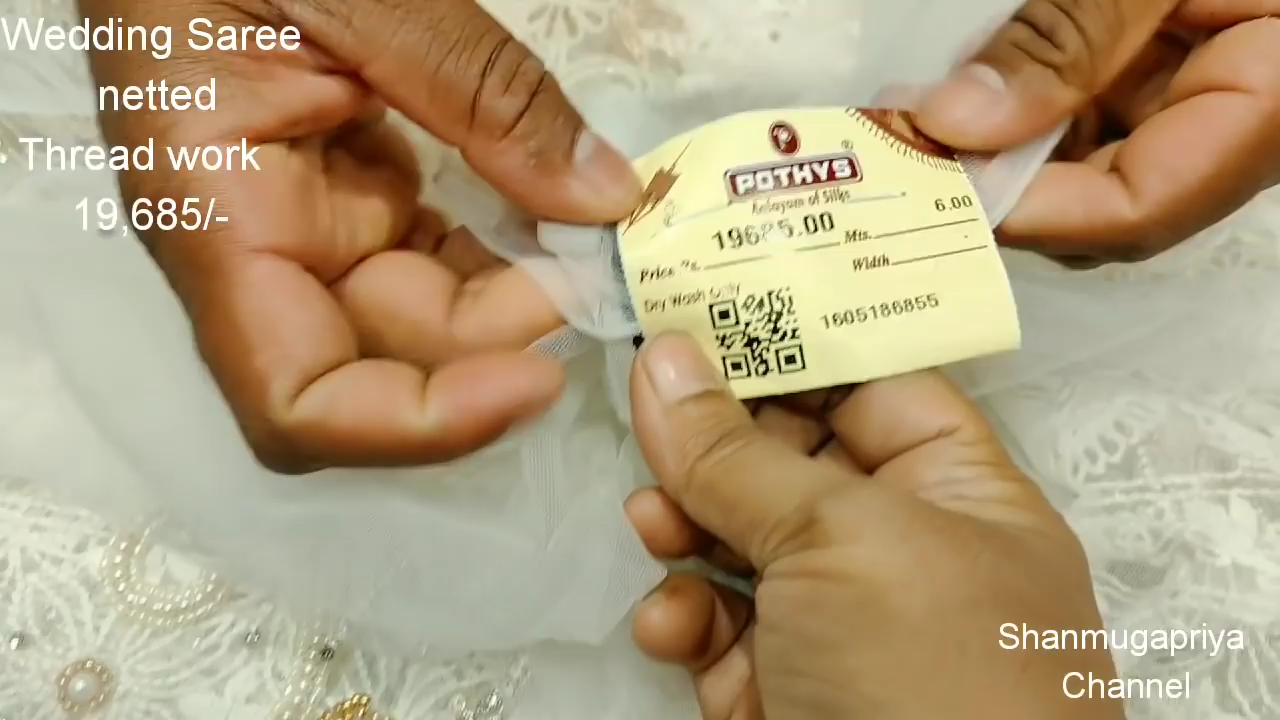 Wedding Saree
netted
Thread work
19,685/-
P
POTHYS
®
Aalayam of Silks
19685.00
6.00
Price Rs.
Mts.
Width
Dry Wash Only
1605186855
Shanmugapriya
Channel